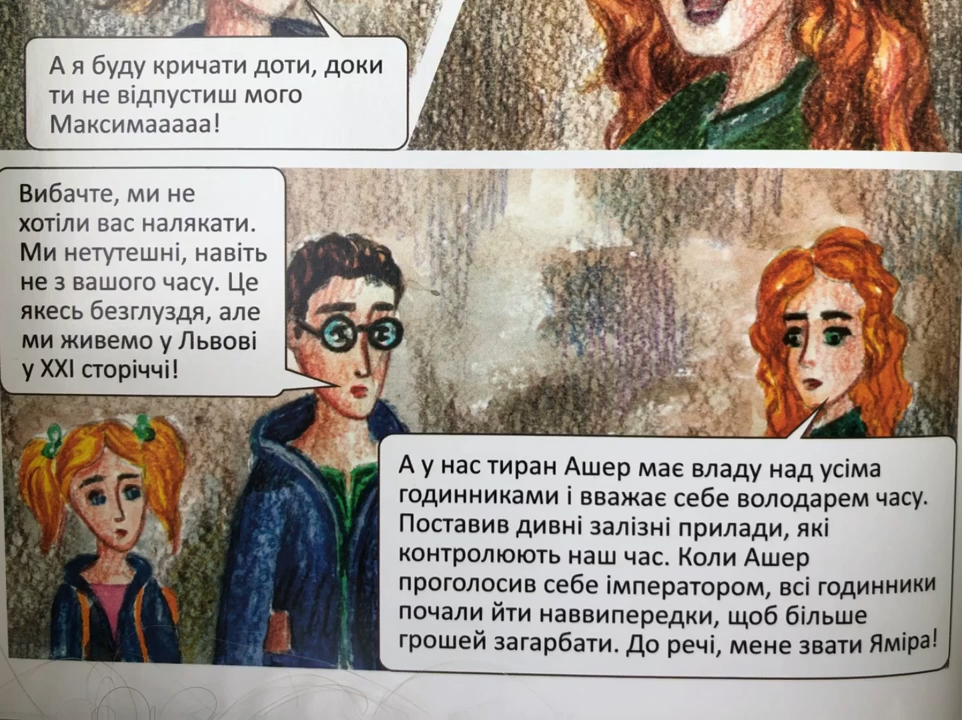 А я буду кричати доти, доки
ти не відпустиш мого
Максимааааа!
Вибачте, ми не
хотіли вас налякати.
Ми нетутешні, навіть
не з вашого часу. Це
якесь безглуздя, але
ми живемо у Львові
у XXI сторіччі!
А у нас тиран Ашер має владу над усіма
годинниками і вважає себе володарем часу.
Поставив дивні залізні прилади, які
контролюють наш час. Коли Ашер
проголосив себе імператором, всі годинники
почали йти наввипередки, щоб більше
грошей загарбати. До речі, мене звати Яміра!